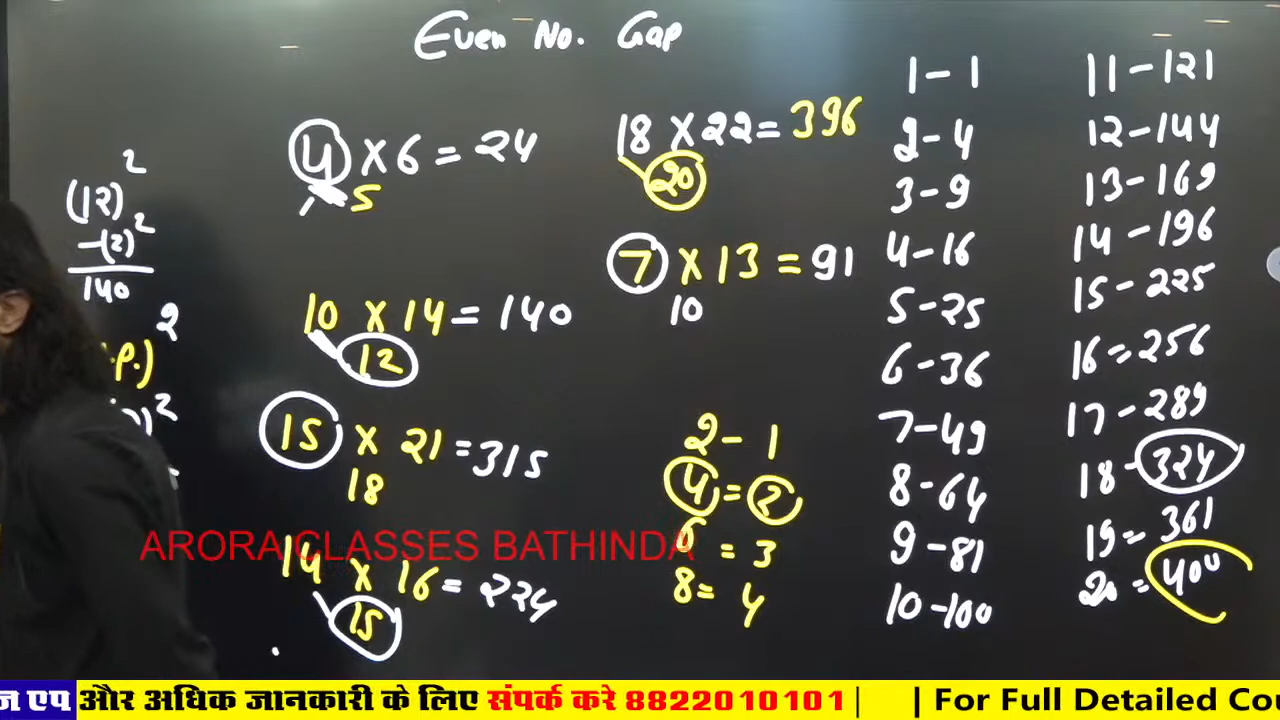 Even No. Gap
(12)²
-(2)²
140
.p.)²
)²
4 × 6 = 24
5
10 × 14 = 140
12
15 × 21 = 315
18
14 × 16 = 224
15
18 × 22 = 396
20
7 × 13 = 91
10
2 - 1
4 = 2
6 = 3
8 = 4
1 - 1
2 - 4
3 - 9
4 - 16
5 - 25
6 - 36
7 - 49
8 - 64
9 - 81
10 - 100
11 - 121
12 - 144
13 - 169
14 - 196
15 - 225
16 = 256
17 - 289
18 - 324
19 = 361
20 = 400
ARORA CLASSES BATHINDA
ज एप और अधिक जानकारी के लिए संपर्क करे 8822010101 | | For Full Detailed Co